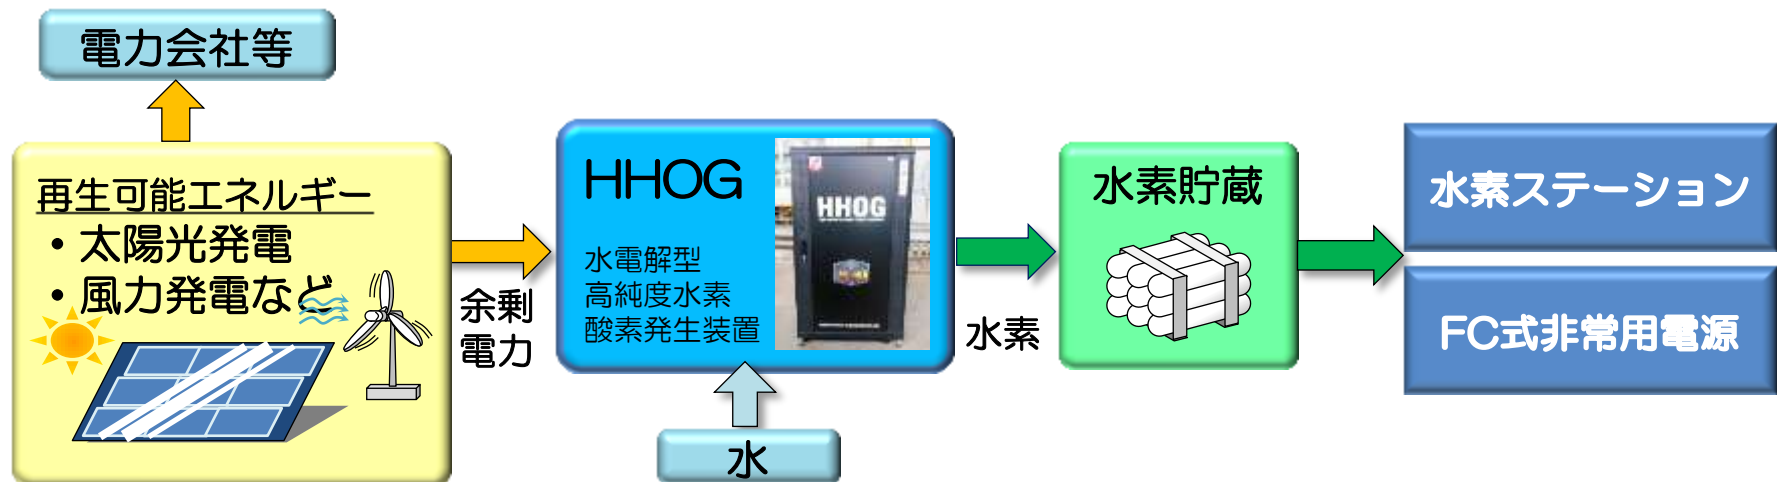 電力会社等
再生可能エネルギー
・太陽光発電
・風力発電など
余剰
電力
HHOG
水電解型
高純度水素
酸素発生装置
HHOG
水
水素
水素貯蔵
水素ステーション
FC式非常用電源